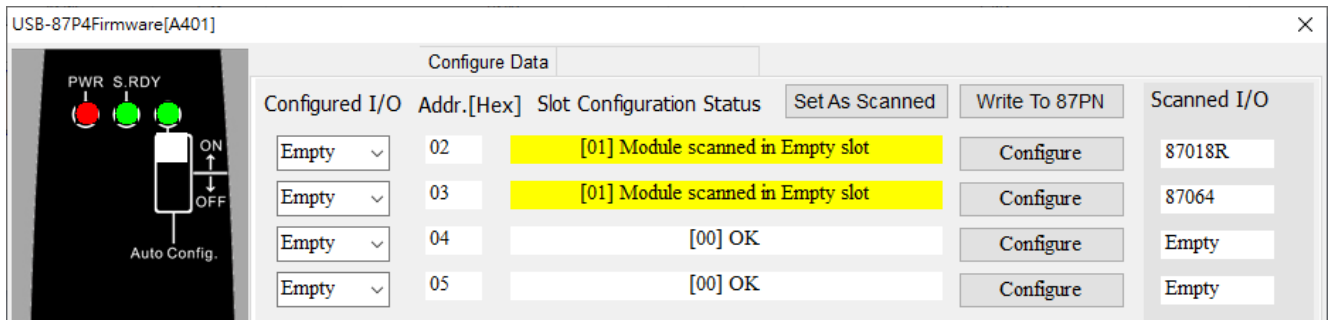 USB-87P4Firmware[A401]
Configure Data
PWR S.RDY
ON
OFF
Auto Config.
Configured I/O Addr.[Hex] Slot Configuration Status Set As Scanned Write To 87PN Scanned I/O
Empty 02 [01] Module scanned in Empty slot Configure 87018R
Empty 03 [01] Module scanned in Empty slot Configure 87064
Empty 04 [00] OK Configure Empty
Empty 05 [00] OK Configure Empty